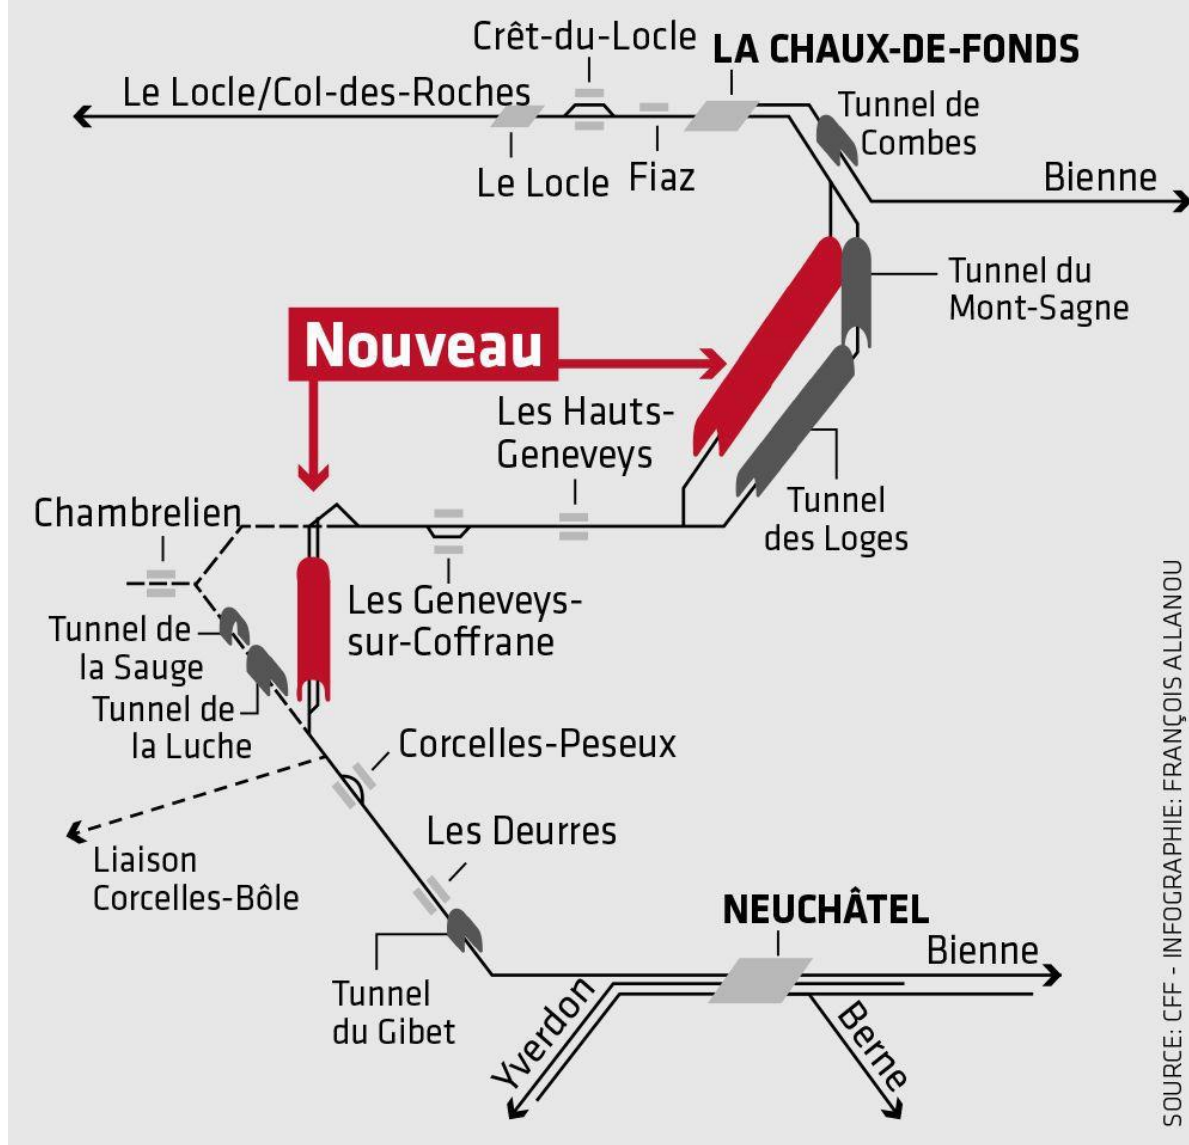 Crêt-du-Locle
LA CHAUX-DE-FONDS
Le Locle/Col-des-Roches
Tunnel de
Combes
Le Locle
Fiaz
Bienne
Tunnel du
Mont-Sagne
Nouveau
Les Hauts-
Geneveys
Tunnel
des Loges
Chambrelien
Les Geneveys-
sur-Coffrane
Tunnel de
la Sauge
Tunnel de
la Luche
Corcelles-Peseux
Les Deurres
Liaison
Corcelles-Bôle
NEUCHÂTEL
Bienne
Tunnel
du Gibet
Yverdon
Berne
SOURCE: CFF - INFOGRAPHIE: FRANÇOIS ALLANOU